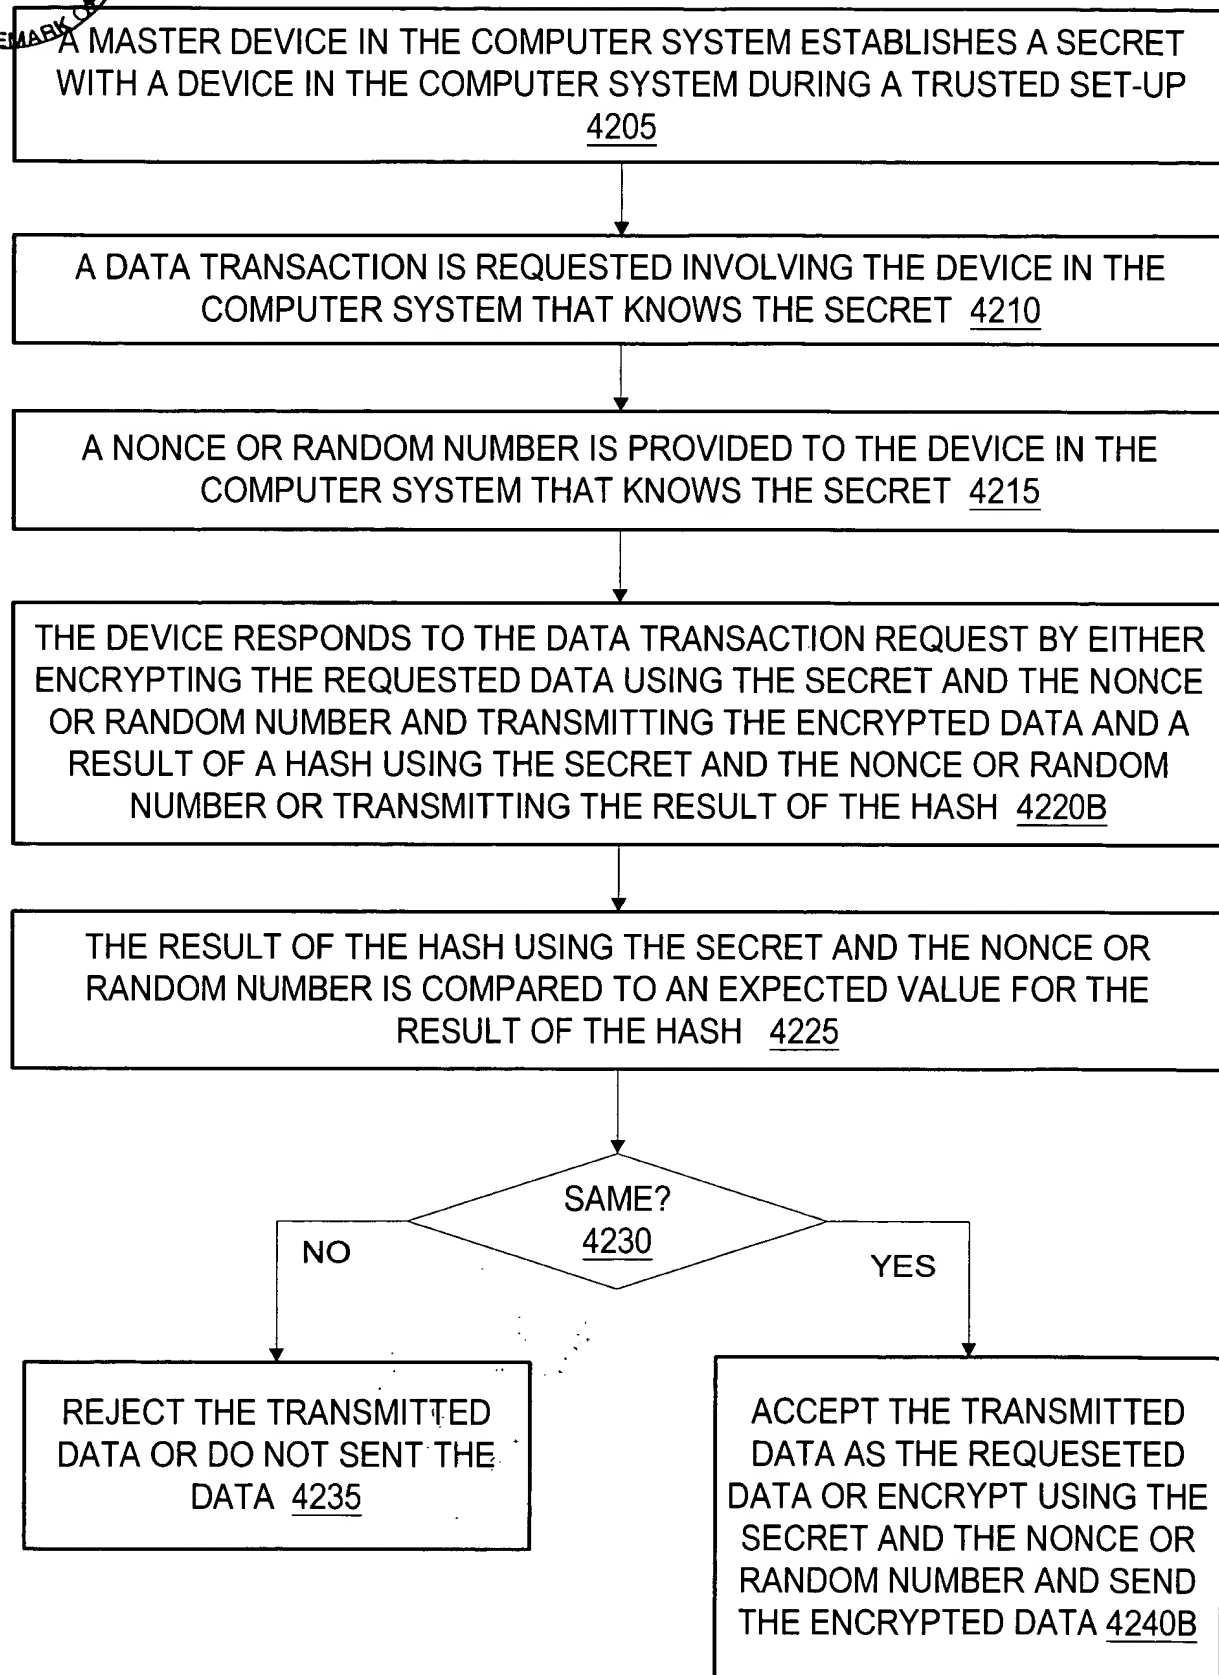 EMARK OF
A MASTER DEVICE IN THE COMPUTER SYSTEM ESTABLISHES A SECRET
WITH A DEVICE IN THE COMPUTER SYSTEM DURING A TRUSTED SET-UP
4205
A DATA TRANSACTION IS REQUESTED INVOLVING THE DEVICE IN THE
COMPUTER SYSTEM THAT KNOWS THE SECRET 4210
A NONCE OR RANDOM NUMBER IS PROVIDED TO THE DEVICE IN THE
COMPUTER SYSTEM THAT KNOWS THE SECRET 4215
THE DEVICE RESPONDS TO THE DATA TRANSACTION REQUEST BY EITHER
ENCRYPTING THE REQUESTED DATA USING THE SECRET AND THE NONCE
OR RANDOM NUMBER AND TRANSMITTING THE ENCRYPTED DATA AND A
RESULT OF A HASH USING THE SECRET AND THE NONCE OR RANDOM
NUMBER OR TRANSMITTING THE RESULT OF THE HASH 4220B
THE RESULT OF THE HASH USING THE SECRET AND THE NONCE OR
RANDOM NUMBER IS COMPARED TO AN EXPECTED VALUE FOR THE
RESULT OF THE HASH 4225
SAME?
4230
NO
YES
REJECT THE TRANSMITTED
DATA OR DO NOT SENT THE
DATA 4235
ACCEPT THE TRANSMITTED
DATA AS THE REQUESETED
DATA OR ENCRYPT USING THE
SECRET AND THE NONCE OR
RANDOM NUMBER AND SEND
THE ENCRYPTED DATA 4240B